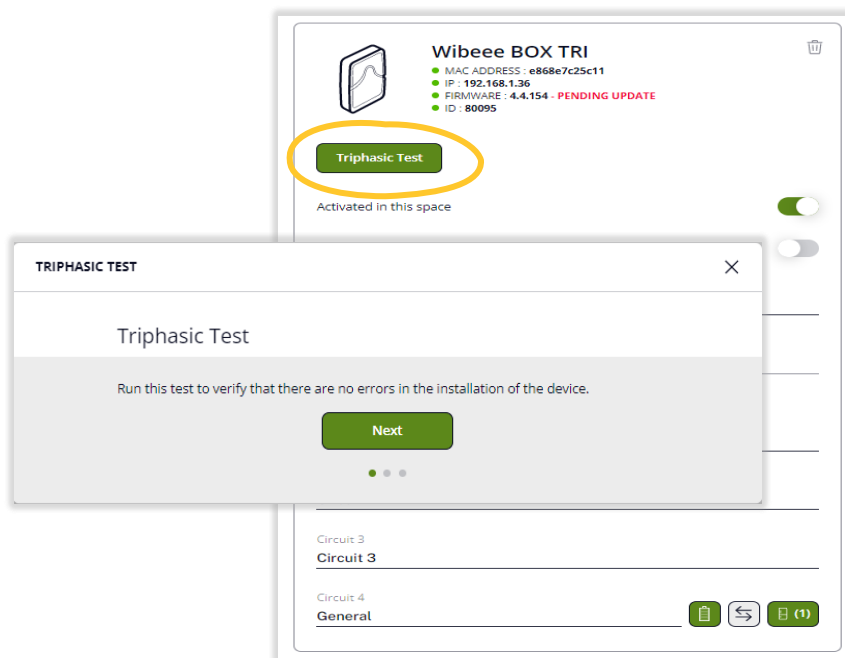 Wibeee BOX TRI
MAC ADDRESS : e868e7c25c11
IP : 192.168.1.36
FIRMWARE : 4.4.154 - PENDING UPDATE
ID : 80095
Triphasic Test
Activated in this space
TRIPHASIC TEST
Triphasic Test
Run this test to verify that there are no errors in the installation of the device.
Next
Circuit 3
Circuit 3
Circuit 4
General
(1)